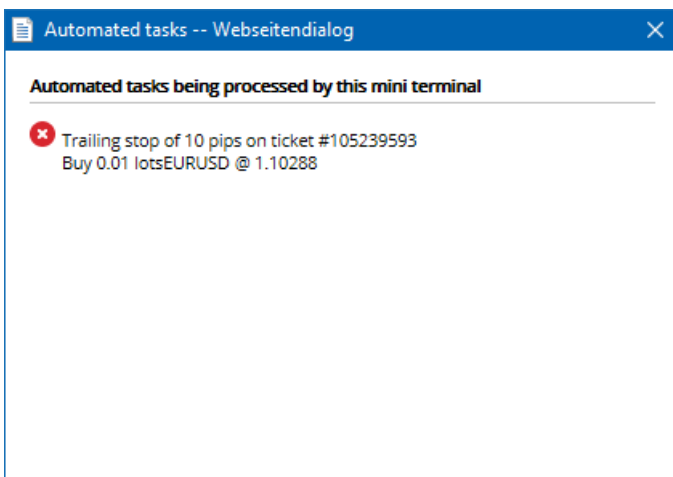 Automated tasks -- Webseitendialog
Automated tasks being processed by this mini terminal
Trailing stop of 10 pips on ticket #105239593
Buy 0.01 lotsEURUSD @ 1.10288